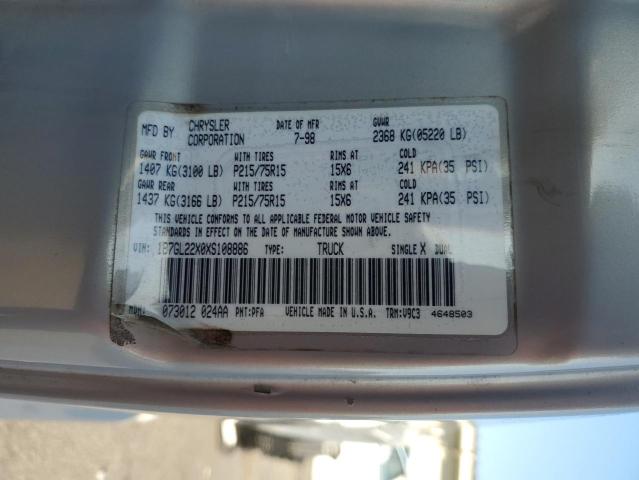 MFD BY CHRYSLER CORPORATION DATE OF MFR 7-98 GVWR 2368 KG(05220 LB)
GAWR FRONT WITH TIRES RIMS AT COLD
1407 KG(3100 LB) P215/75R15 15X6 241 KPA(35 PSI)
GAWR REAR WITH TIRES RIMS AT COLD
1437 KG(3166 LB) P215/75R15 15X6 241 KPA(35 PSI)
THIS VEHICLE CONFORMS TO ALL APPLICABLE FEDERAL MOTOR VEHICLE SAFETY
STANDARDS IN EFFECT ON THE DATE OF MANUFACTURE SHOWN ABOVE.
VIN: 1B7GL22X0XS108886 TYPE: TRUCK SINGLE X DUAL
MDH: 073012 024AA PNT:PFA VEHICLE MADE IN U.S.A. TRM:V9C3 4648503